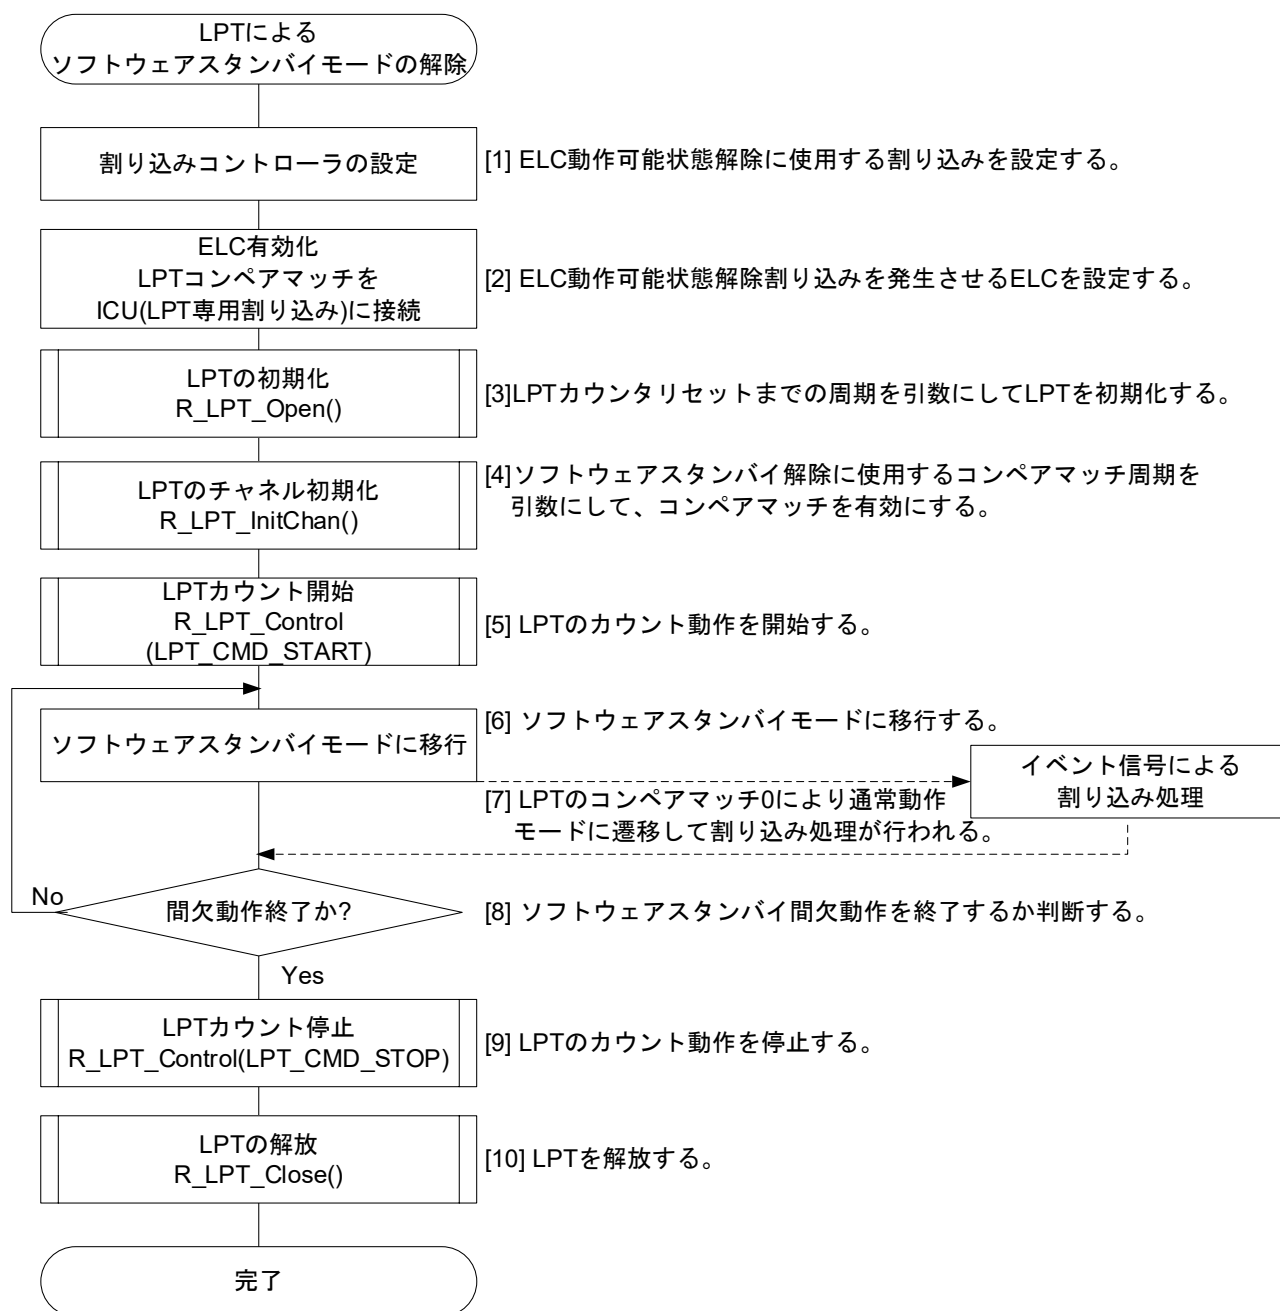 LPTによる
ソフトウェアスタンバイモードの解除
割り込みコントローラの設定
[1] ELC動作可能状態解除に使用する割り込みを設定する。
ELC有効化
LPTコンペアマッチを
ICU(LPT専用割り込み)に接続
[2] ELC動作可能状態解除割り込みを発生させるELCを設定する。
LPTの初期化
R_LPT_Open()
[3]LPTカウンタリセットまでの周期を引数にしてLPTを初期化する。
LPTのチャネル初期化
R_LPT_InitChan()
[4]ソフトウェアスタンバイ解除に使用するコンペアマッチ周期を
引数にして、コンペアマッチを有効にする。
LPTカウント開始
R_LPT_Control
(LPT_CMD_START)
[5] LPTのカウント動作を開始する。
ソフトウェアスタンバイモードに移行
[6] ソフトウェアスタンバイモードに移行する。
イベント信号による
割り込み処理
[7] LPTのコンペアマッチ0により通常動作
モードに遷移して割り込み処理が行われる。
No
間欠動作終了か?
[8] ソフトウェアスタンバイ間欠動作を終了するか判断する。
Yes
LPTカウント停止
R_LPT_Control(LPT_CMD_STOP)
[9] LPTのカウント動作を停止する。
LPTの解放
R_LPT_Close()
[10] LPTを解放する。
完了